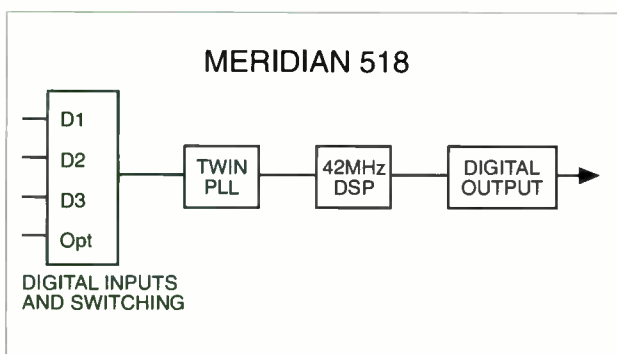 MERIDIAN 518
D1
D2
D3
Opt
TWIN
PLL
42MHz
DSP
DIGITAL
OUTPUT
DIGITAL INPUTS
AND SWITCHING